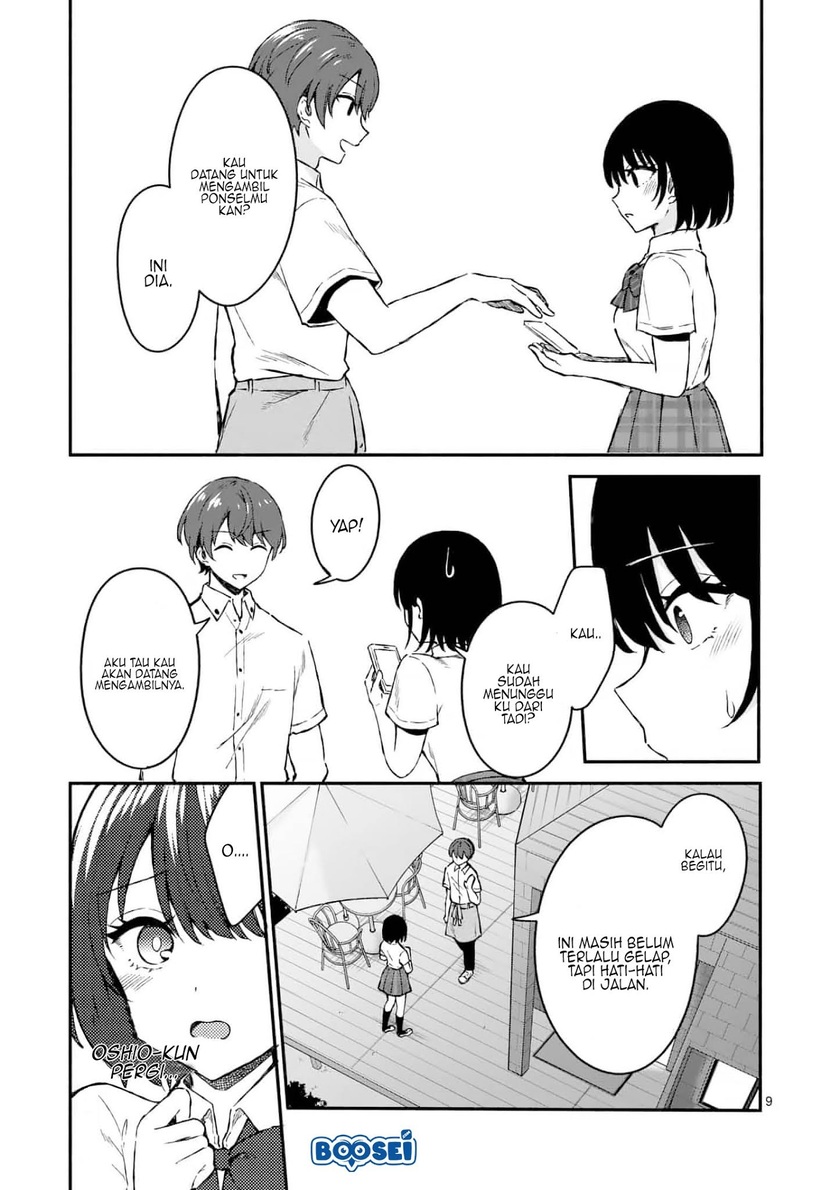 KAU
DATANG UNTUK
MENGAMBIL
PONSELMU
KAN?
INI
DIA.
KAU..
KAU
SUDAH
MENUNGGU
KU DARI
TADI?
YAP!
AKU TAU KAU
AKAN DATANG
MENGAMBILNYA.
KALAU
BEGITU,
INI MASIH BELUM
TERLALU GELAP,
TAPI HATI-HATI
DI JALAN.
O....
OSHIO-KUN
PERGI...
9
BOOSEI